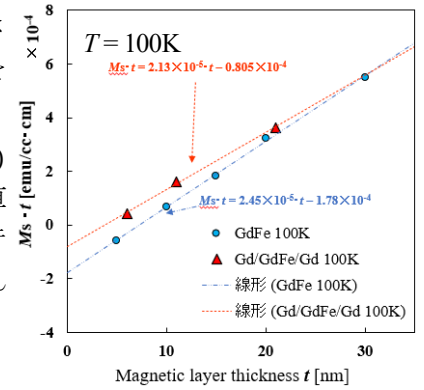 8
× 10⁻⁴
T = 100K
Ms・t = 2.13×10⁻⁵・t – 0.805×10⁻⁴
6
4
2
Ms・t = 2.45×10⁻⁵・t – 1.78×10⁻⁴
0
GdFe 100K
Gd/GdFe/Gd 100K
-2
線形 (GdFe 100K)
線形 (Gd/GdFe/Gd 100K)
-4
Ms・t [emu/cc・cm]
0 10 20 30
Magnetic layer thickness t [nm]